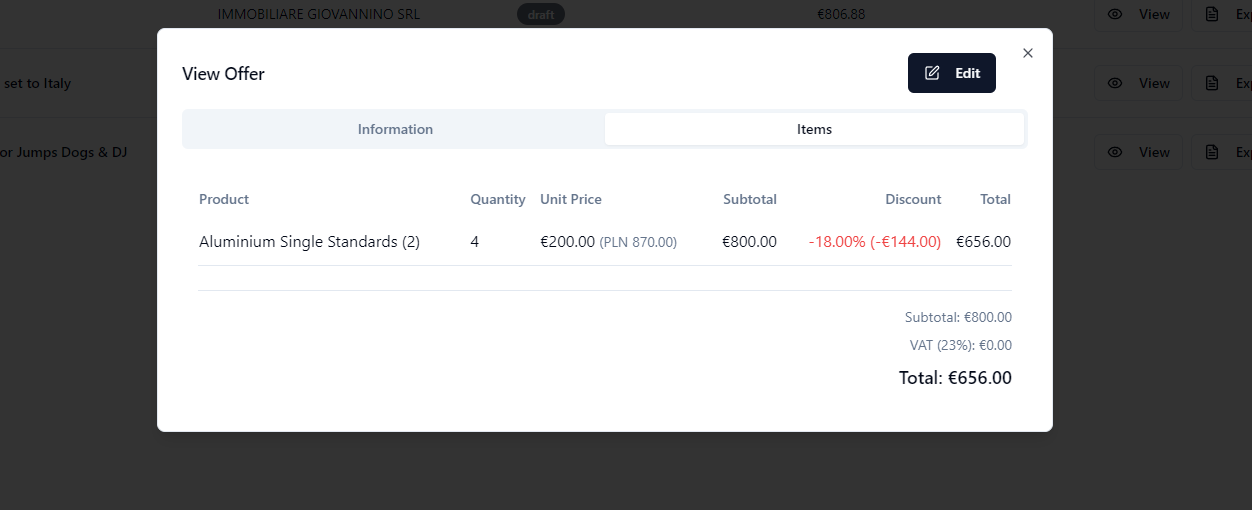 IMMOBILIARE GIOVANNINO SRL draft €806.88 View Exp
View Offer Edit
set to Italy View Exp
Information Items
or Jumps Dogs & DJ View Exp
Product Quantity Unit Price Subtotal Discount Total
Aluminium Single Standards (2) 4 €200.00 (PLN 870.00) €800.00 -18.00% (-€144.00) €656.00
Subtotal: €800.00
VAT (23%): €0.00
Total: €656.00